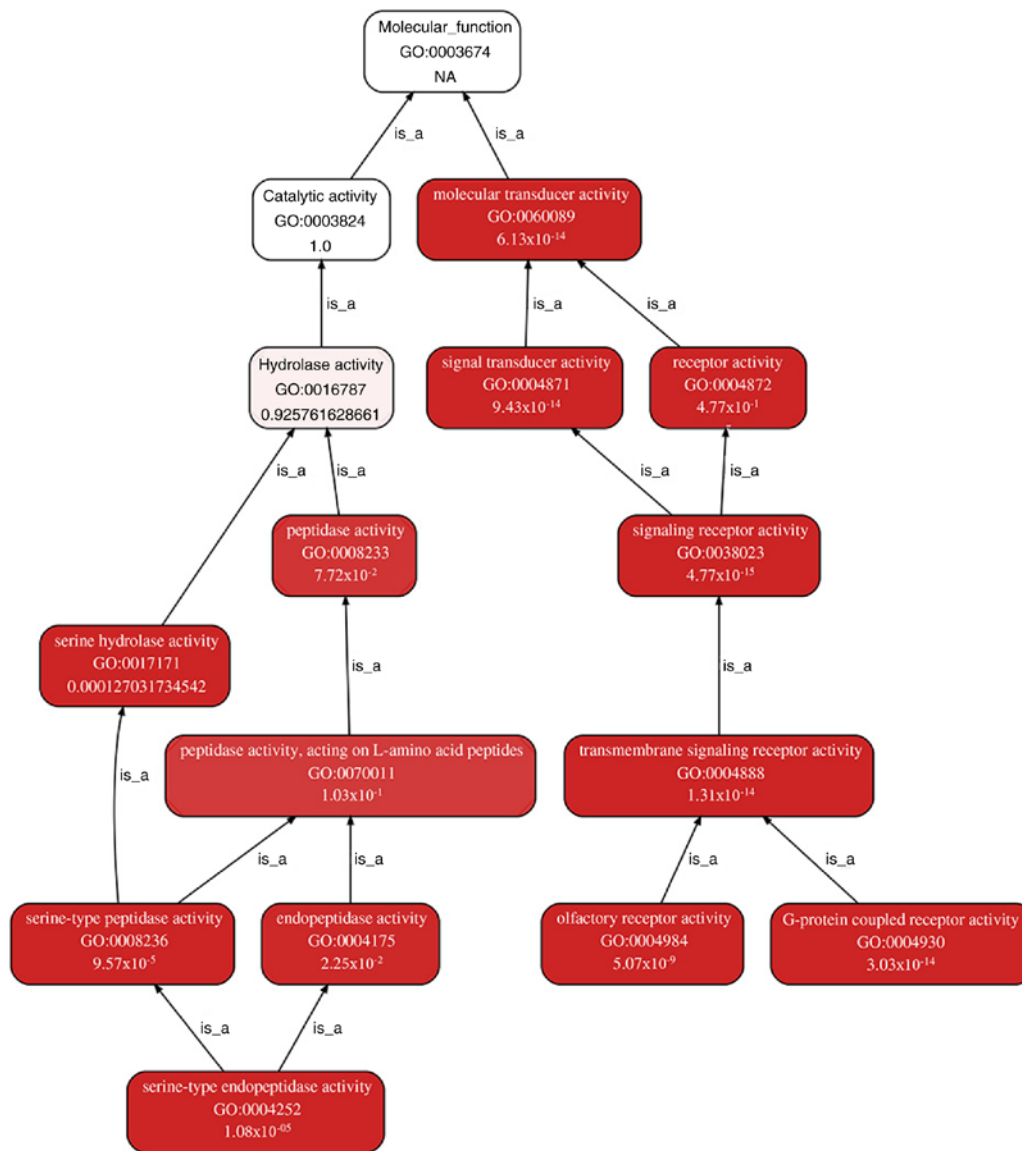 Molecular_function
GO:0003674
NA
is_a
is_a
Catalytic activity
GO:0003824
1.0
molecular transducer activity
GO:0060089
6.13x10⁻¹⁴
is_a
is_a
is_a
Hydrolase activity
GO:0016787
0.925761628661
signal transducer activity
GO:0004871
9.43x10⁻¹⁴
receptor activity
GO:0004872
4.77x10⁻¹
is_a
is_a
is_a
is_a
peptidase activity
GO:0008233
7.72x10⁻²
signaling receptor activity
GO:0038023
4.77x10⁻¹⁵
serine hydrolase activity
GO:0017171
0.000127031734542
is_a
is_a
is_a
peptidase activity, acting on L-amino acid peptides
GO:0070011
1.03x10⁻¹
transmembrane signaling receptor activity
GO:0004888
1.31x10⁻¹⁴
is_a
is_a
is_a
is_a
serine-type peptidase activity
GO:0008236
9.57x10⁻⁵
endopeptidase activity
GO:0004175
2.25x10⁻²
olfactory receptor activity
GO:0004984
5.07x10⁻⁹
G-protein coupled receptor activity
GO:0004930
3.03x10⁻¹⁴
is_a
is_a
serine-type endopeptidase activity
GO:0004252
1.08x10⁻⁰⁵